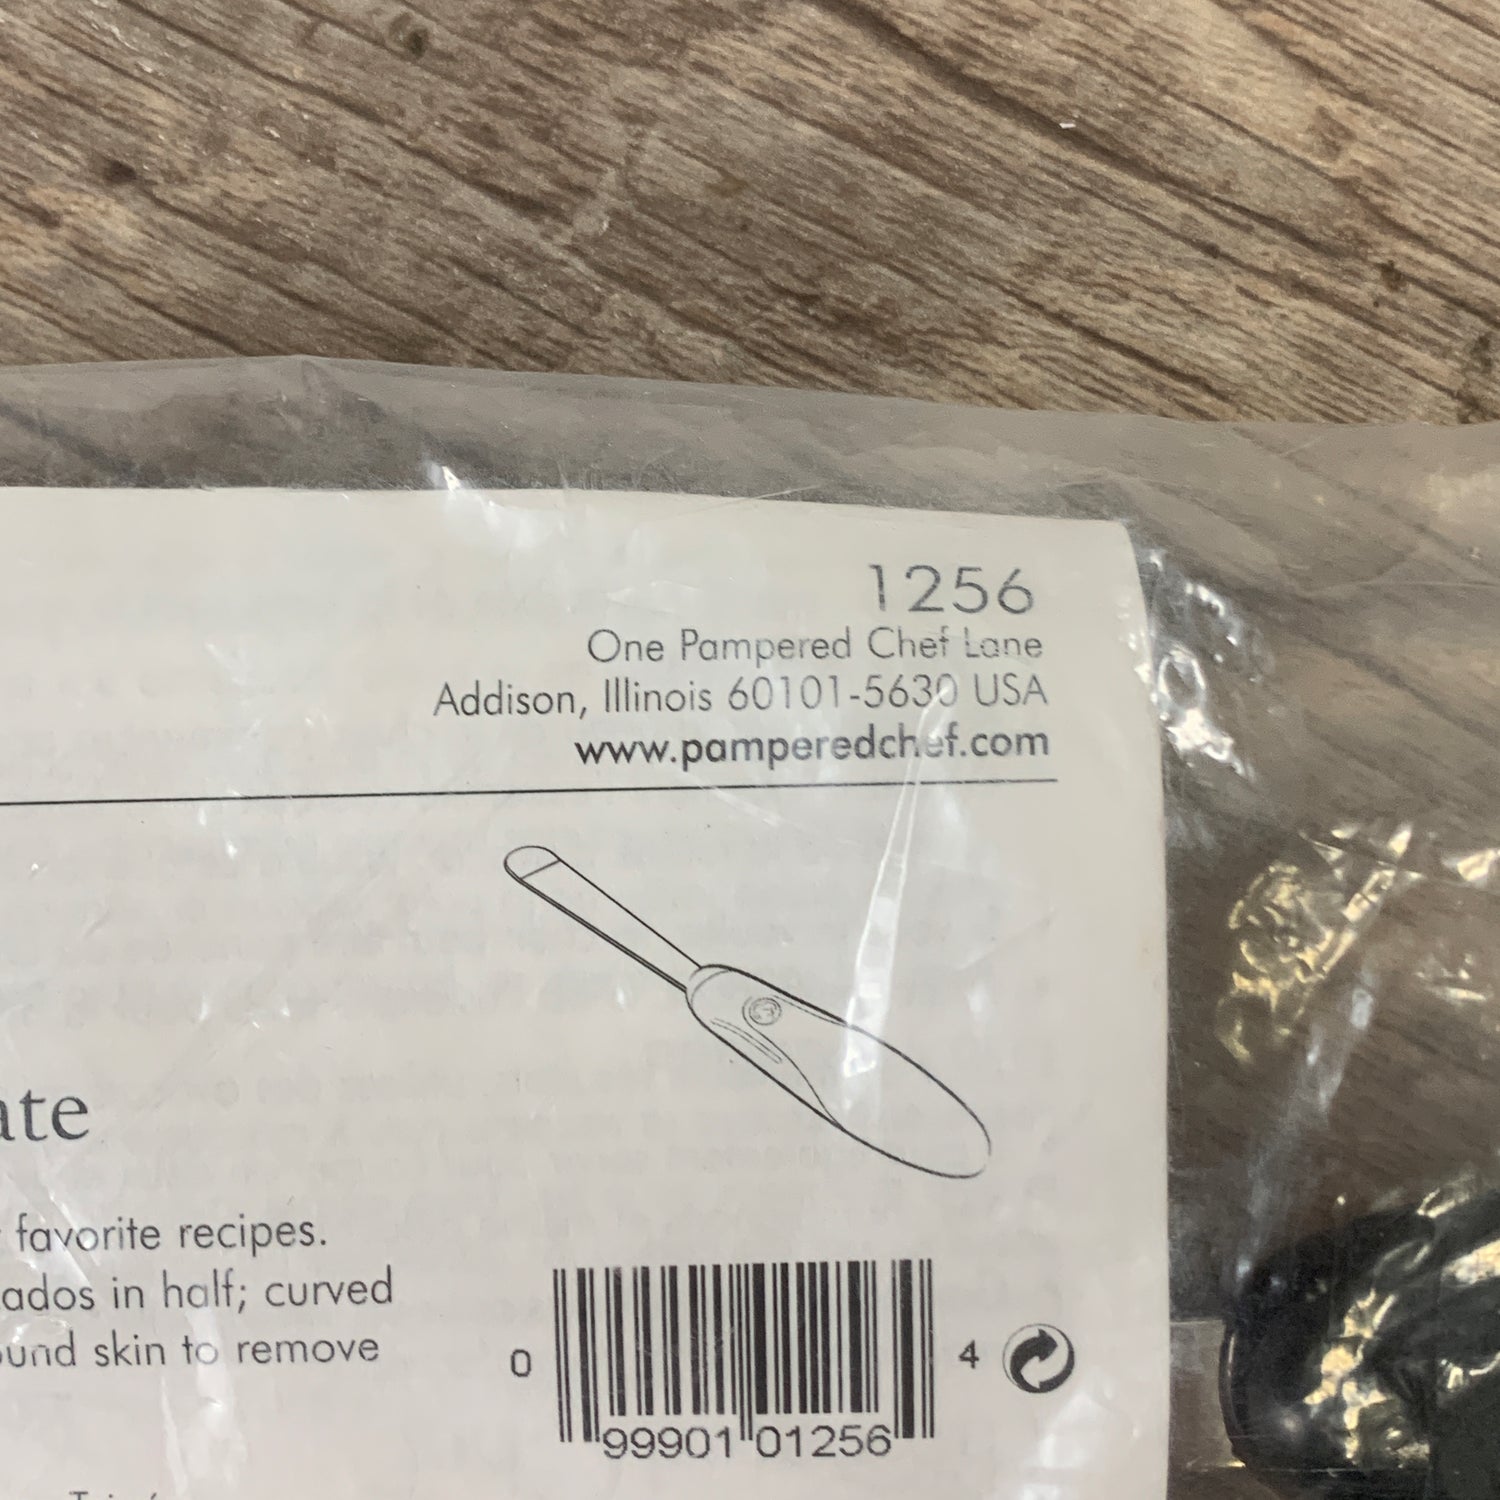 1256
One Pampered Chef Lane
Addison, Illinois 60101-5630 USA
www.pamperedchef.com
ate
favorite recipes.
ados in half; curved
ound skin to remove
0 99901 01256 4